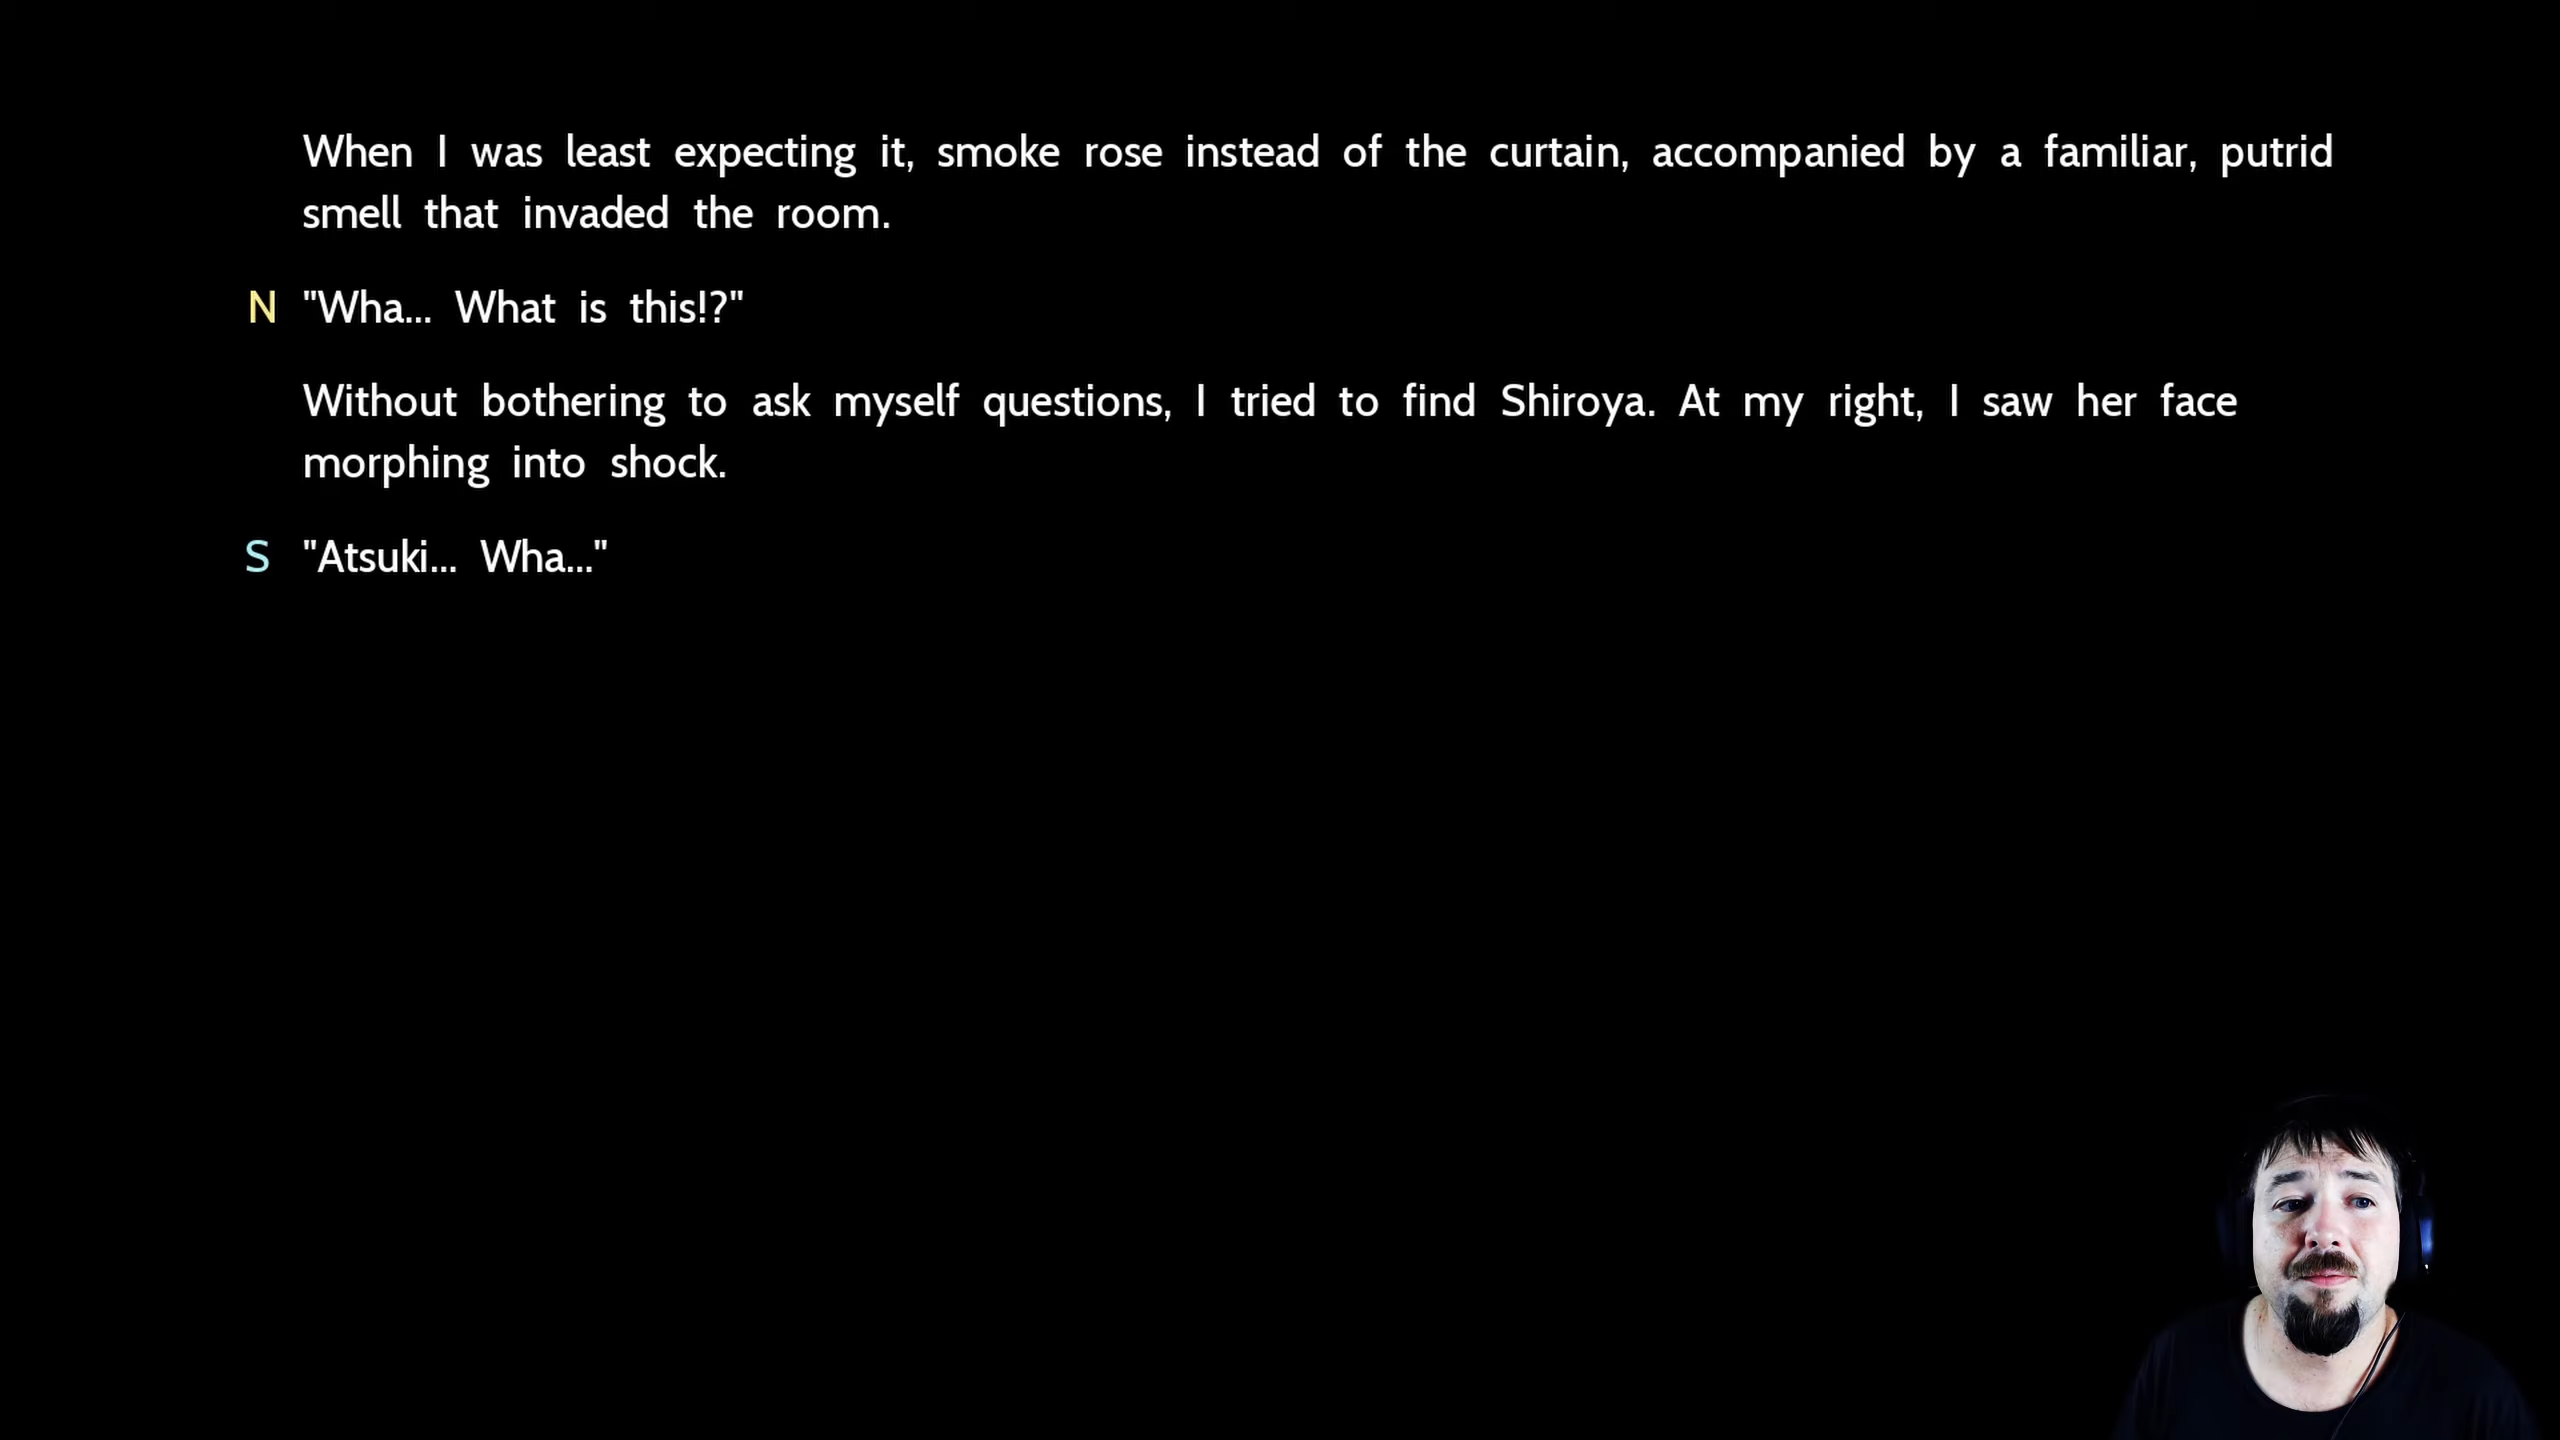 When I was least expecting it, smoke rose instead of the curtain, accompanied by a familiar, putrid
smell that invaded the room.
N "Wha... What is this!?"
Without bothering to ask myself questions, I tried to find Shiroya. At my right, I saw her face
morphing into shock.
S "Atsuki... Wha..."